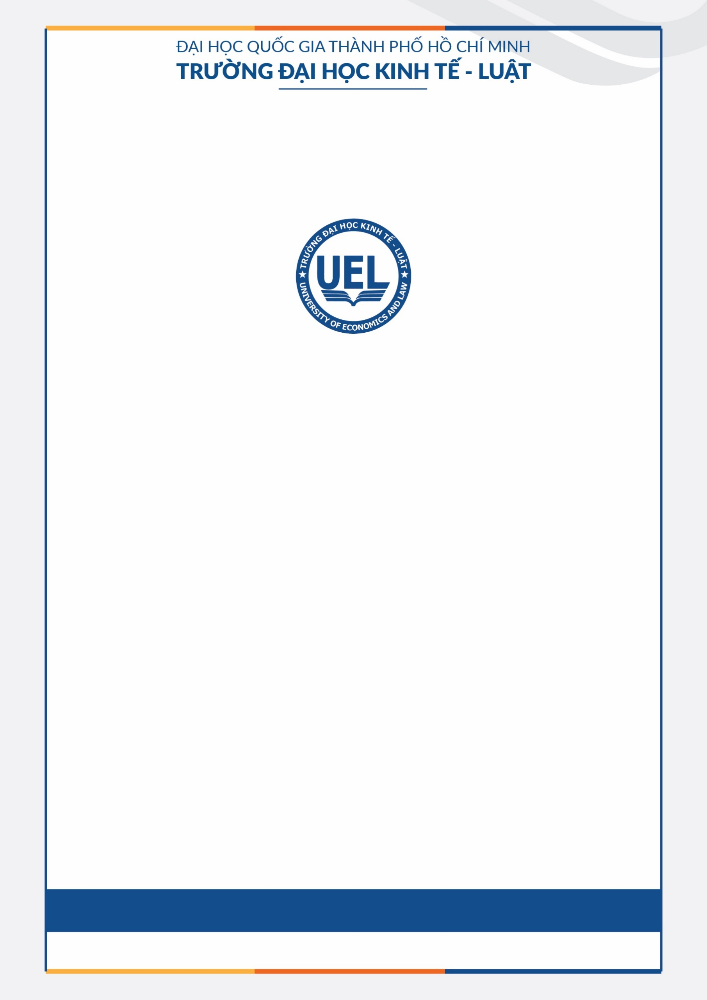 ĐẠI HỌC QUỐC GIA THÀNH PHỐ HỒ CHÍ MINH
TRƯỜNG ĐẠI HỌC KINH TẾ - LUẬT
TRƯỜNG ĐẠI HỌC KINH TẾ - LUẬT
UEL
UNIVERSITY OF ECONOMICS AND LAW